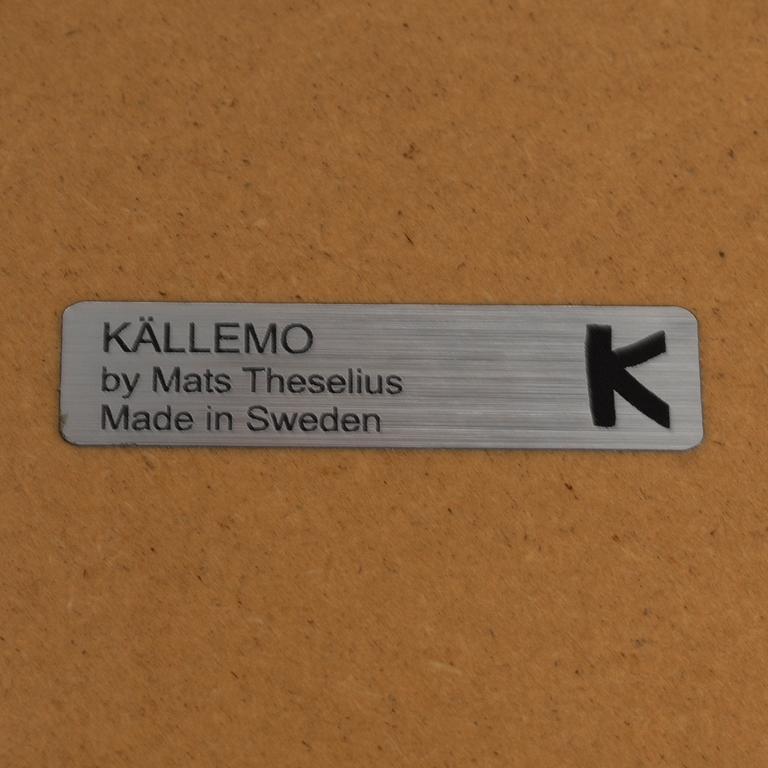 KÄLLEMO
by Mats Theselius
Made in Sweden
K